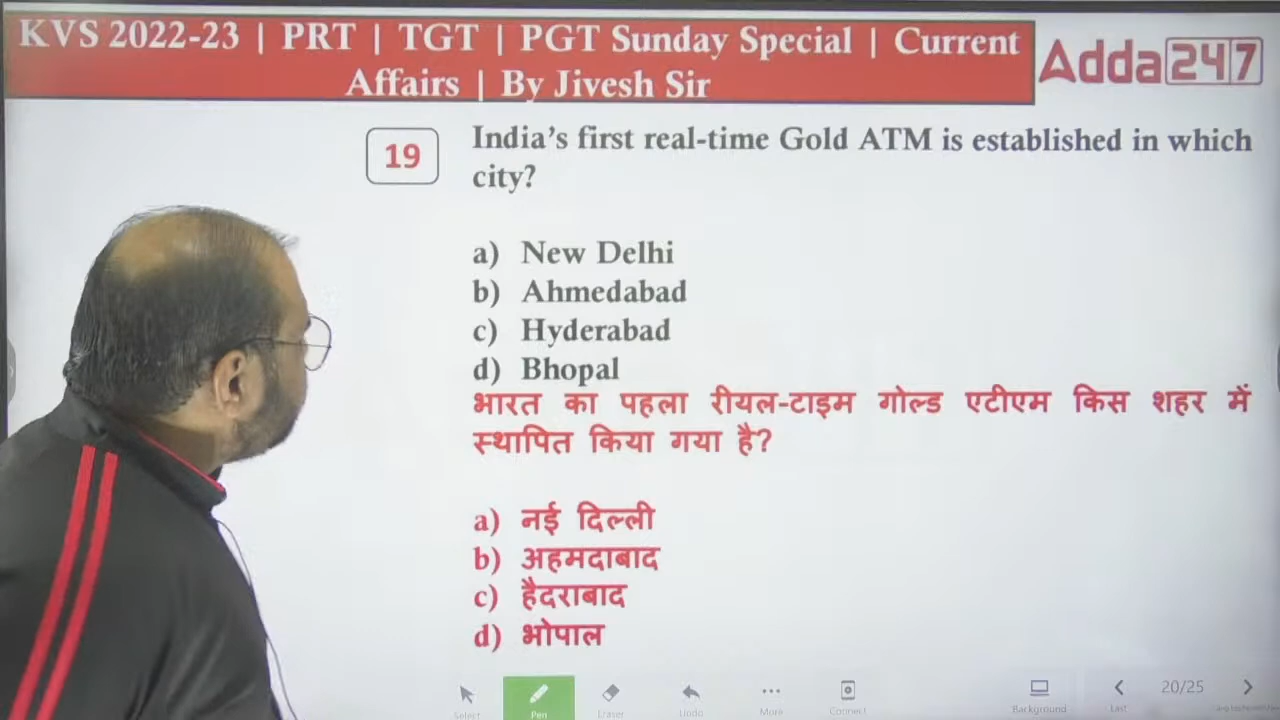 KVS 2022-23 | PRT | TGT | PGT Sunday Special | Current
Affairs | By Jivesh Sir
Adda247
19
India's first real-time Gold ATM is established in which
city?
a) New Delhi
b) Ahmedabad
c) Hyderabad
d) Bhopal
भारत का पहला रीयल-टाइम गोल्ड एटीएम किस शहर में
स्थापित किया गया है?
a) नई दिल्ली
b) अहमदाबाद
c) हैदराबाद
d) भोपाल
Select
Pen
Eraser
Undo
More
Connect
Background
Last
20/25